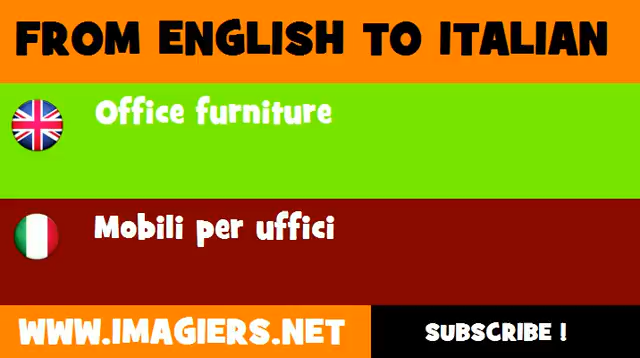 FROM ENGLISH TO ITALIAN
Office furniture
Mobili per uffici
WWW.IMAGIERS.NET
SUBSCRIBE !